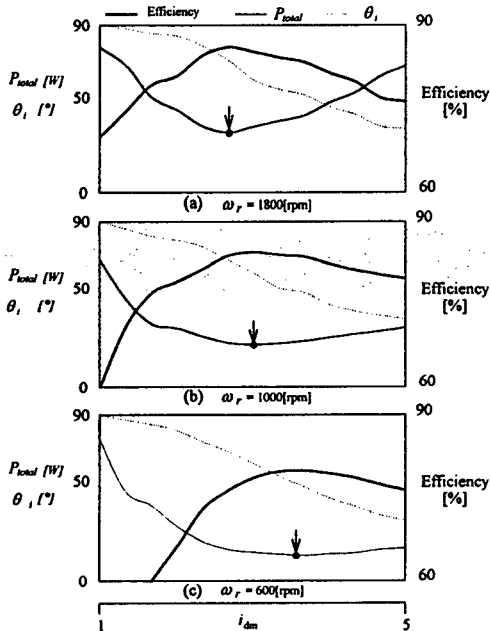 Efficiency P_total θ_i
90 90
P_total [W]
θ_i [°]
50
Efficiency
[%]
0 60
(a) ω_r = 1800[rpm]
90 90
P_total [W]
θ_i [°]
50
Efficiency
[%]
0 60
(b) ω_r = 1000[rpm]
90 90
P_total [W]
θ_i [°]
50
Efficiency
[%]
0 60
(c) ω_r = 600[rpm]
1 i_dm 5